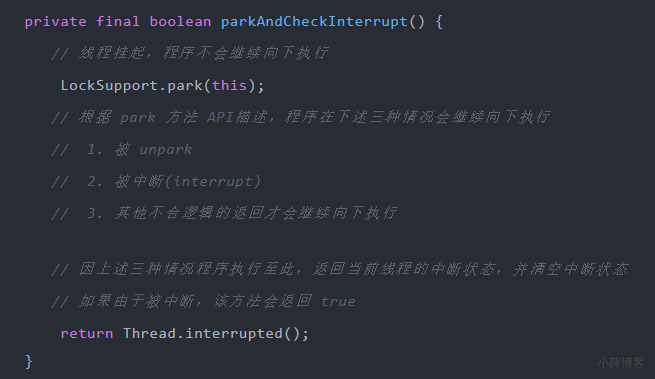 private final boolean parkAndCheckInterrupt() {
// 线程挂起，程序不会继续向下执行
LockSupport.park(this);
// 根据 park 方法 API描述，程序在下述三种情况会继续向下执行
// 1. 被 unpark
// 2. 被中断(interrupt)
// 3. 其他不合逻辑的返回才会继续向下执行
// 因上述三种情况程序执行至此，返回当前线程的中断状态，并清空中断状态
// 如果由于被中断，该方法会返回 true
return Thread.interrupted();
}
小薛博客